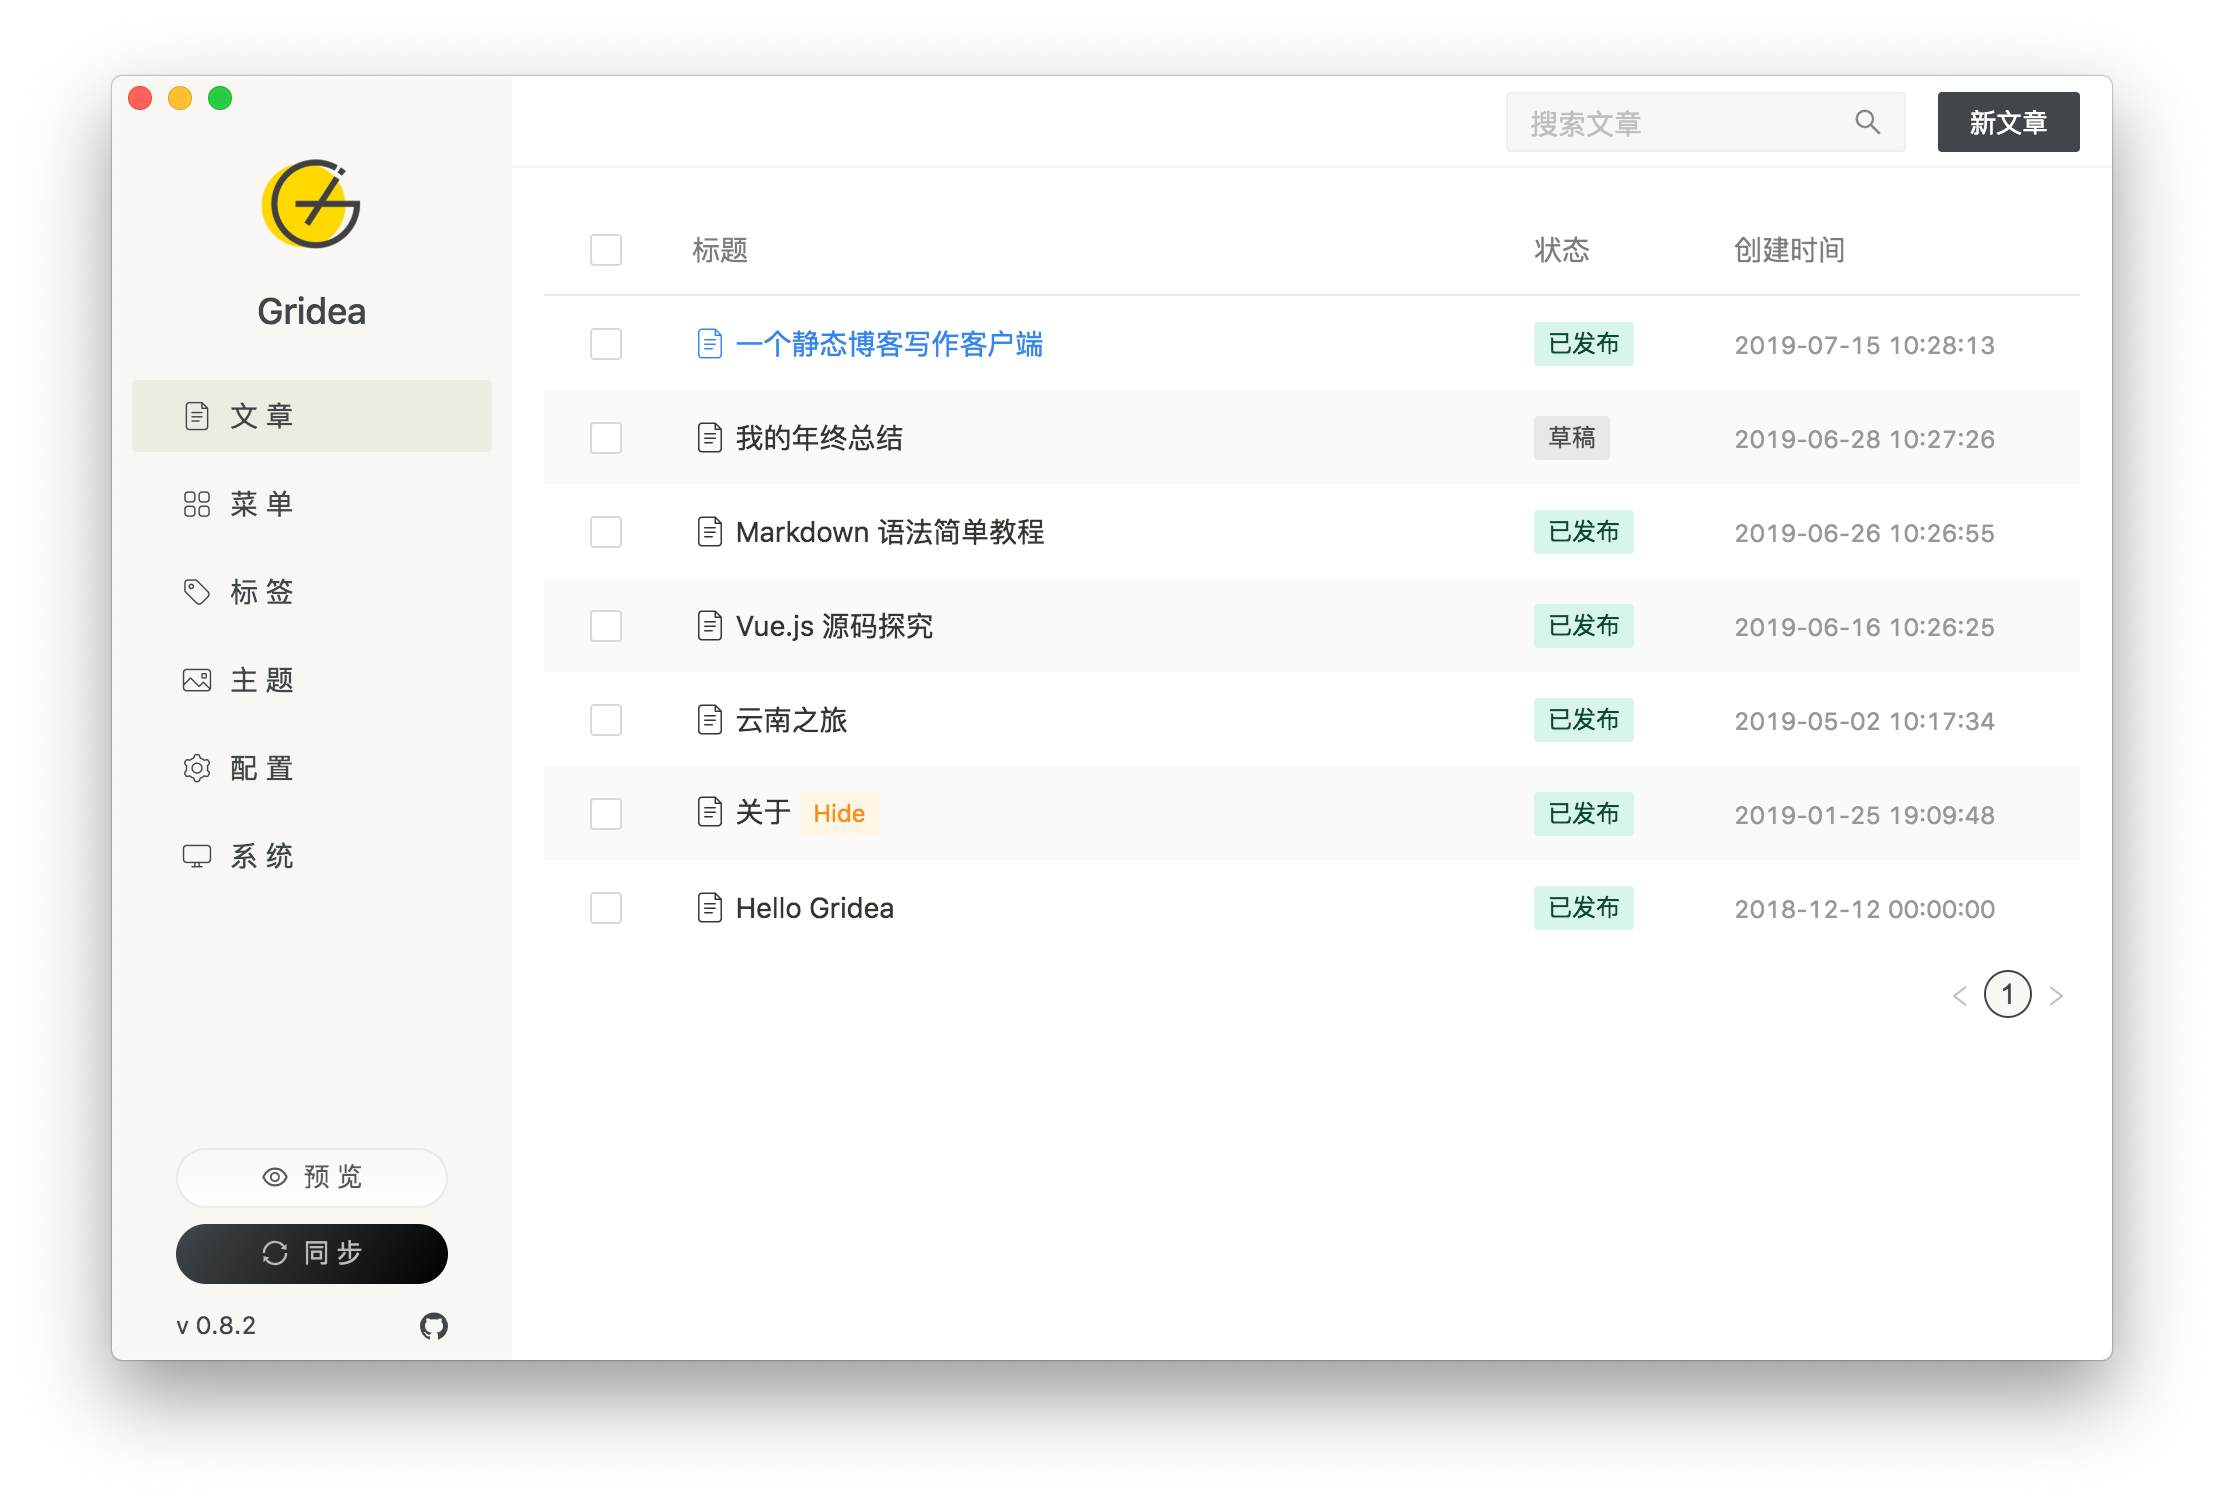 搜索文章
新文章
Gridea
文章
菜单
标签
主题
配置
系统
预览
同步
v 0.8.2
标题 状态 创建时间
一个静态博客写作客户端 已发布 2019-07-15 10:28:13
我的年终总结 草稿 2019-06-28 10:27:26
Markdown 语法简单教程 已发布 2019-06-26 10:26:55
Vue.js 源码探究 已发布 2019-06-16 10:26:25
云南之旅 已发布 2019-05-02 10:17:34
关于 Hide 已发布 2019-01-25 19:09:48
Hello Gridea 已发布 2018-12-12 00:00:00
< 1 >